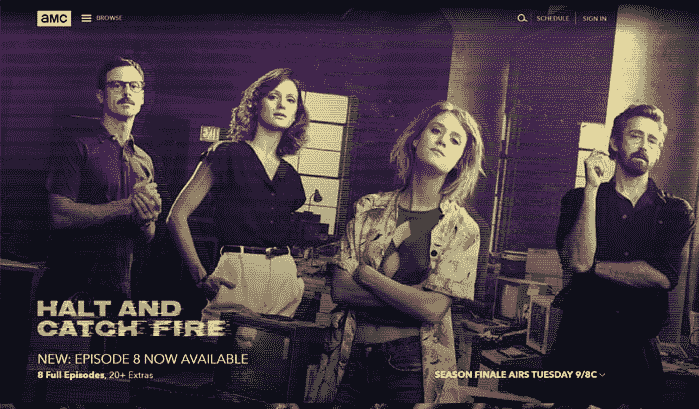 amc
BROWSE
SCHEDULE
SIGN IN
HALT AND
CATCH FIRE
NEW: EPISODE 8 NOW AVAILABLE
8 Full Episodes, 20+ Extras
SEASON FINALE AIRS TUESDAY 9/8C